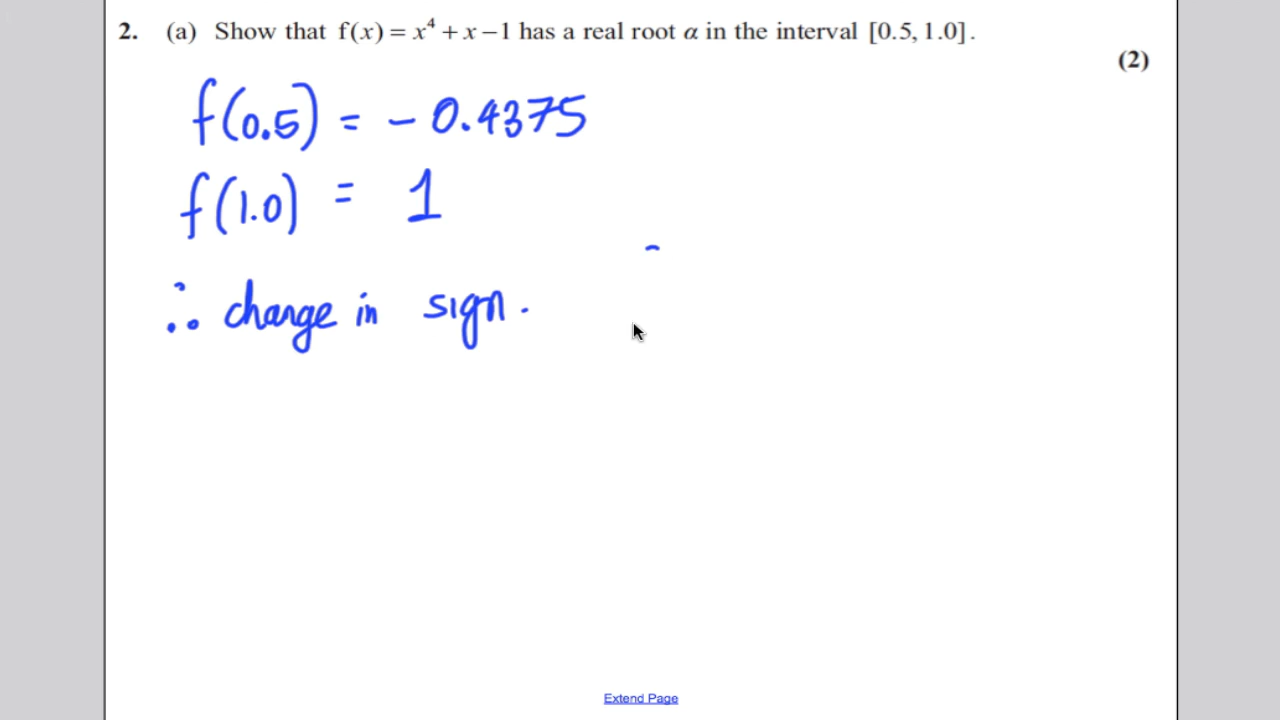 2. (a) Show that f(x) = x⁴ + x − 1 has a real root α in the interval [0.5, 1.0].
(2)
f(0.5) = - 0.4375
f(1.0) = 1
∴ change in sign.
Extend Page